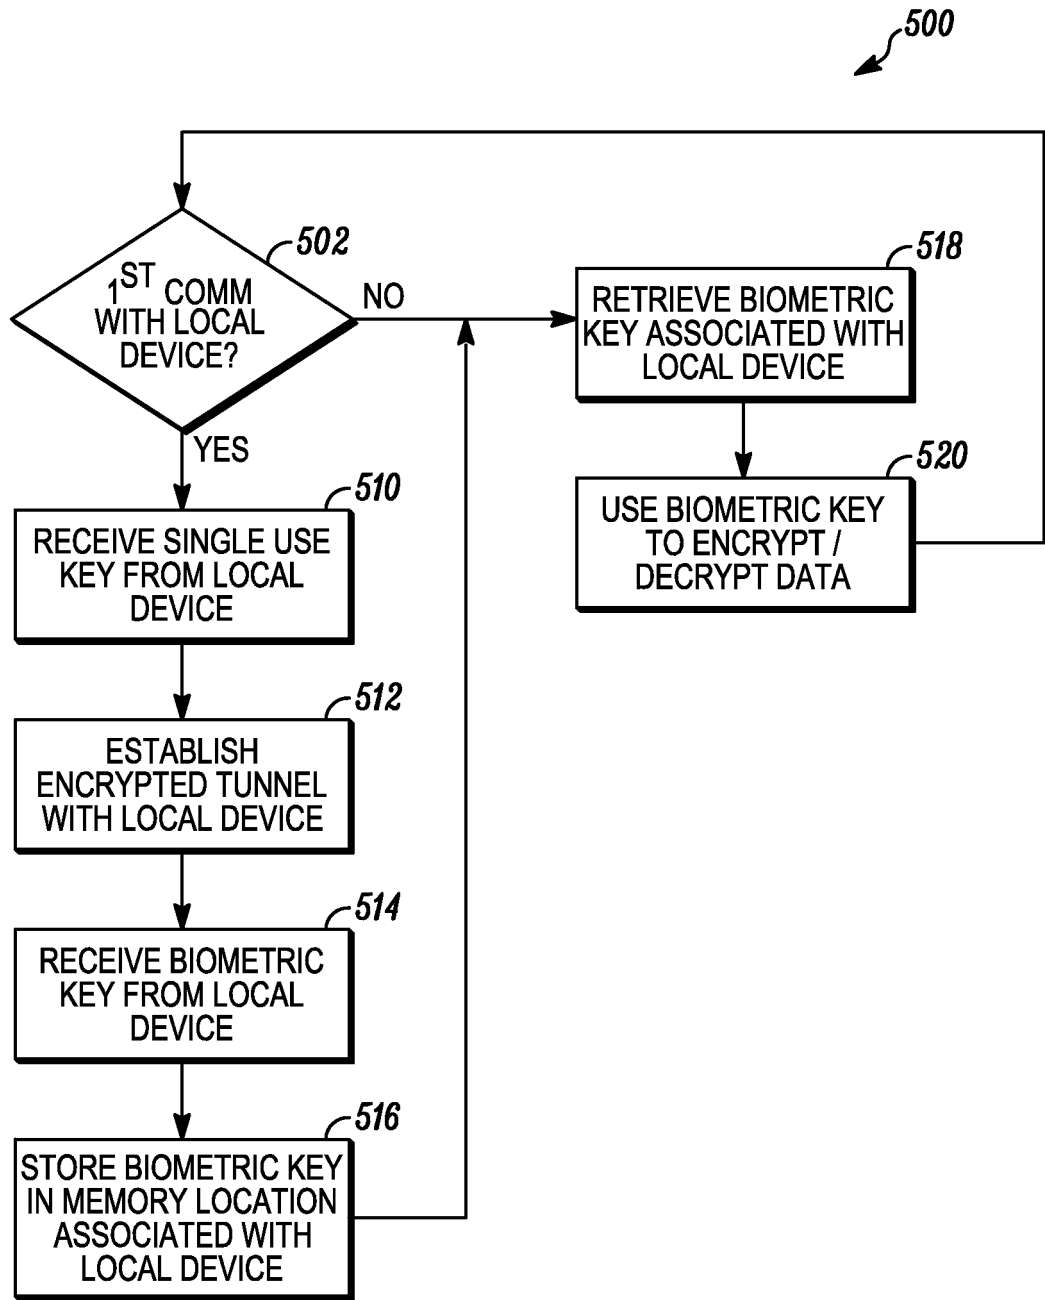 500
502
1ST COMM
WITH LOCAL
DEVICE?
NO
YES
510
RECEIVE SINGLE USE
KEY FROM LOCAL
DEVICE
512
ESTABLISH
ENCRYPTED TUNNEL
WITH LOCAL DEVICE
514
RECEIVE BIOMETRIC
KEY FROM LOCAL
DEVICE
516
STORE BIOMETRIC KEY
IN MEMORY LOCATION
ASSOCIATED WITH
LOCAL DEVICE
518
RETRIEVE BIOMETRIC
KEY ASSOCIATED WITH
LOCAL DEVICE
520
USE BIOMETRIC KEY
TO ENCRYPT /
DECRYPT DATA